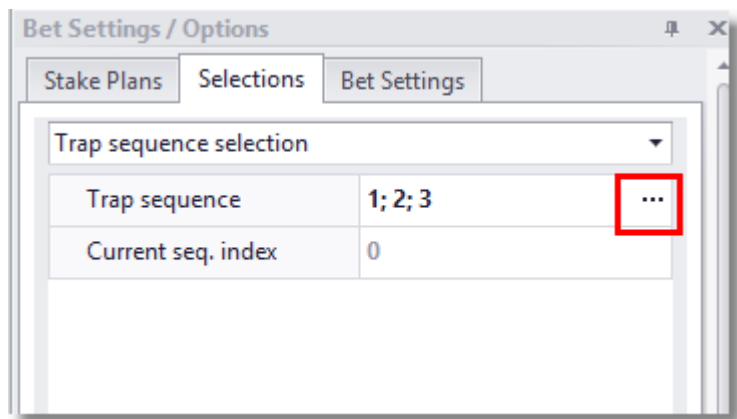 Bet Settings / Options
Stake Plans Selections Bet Settings
Trap sequence selection
Trap sequence 1; 2; 3 ...
Current seq. index 0